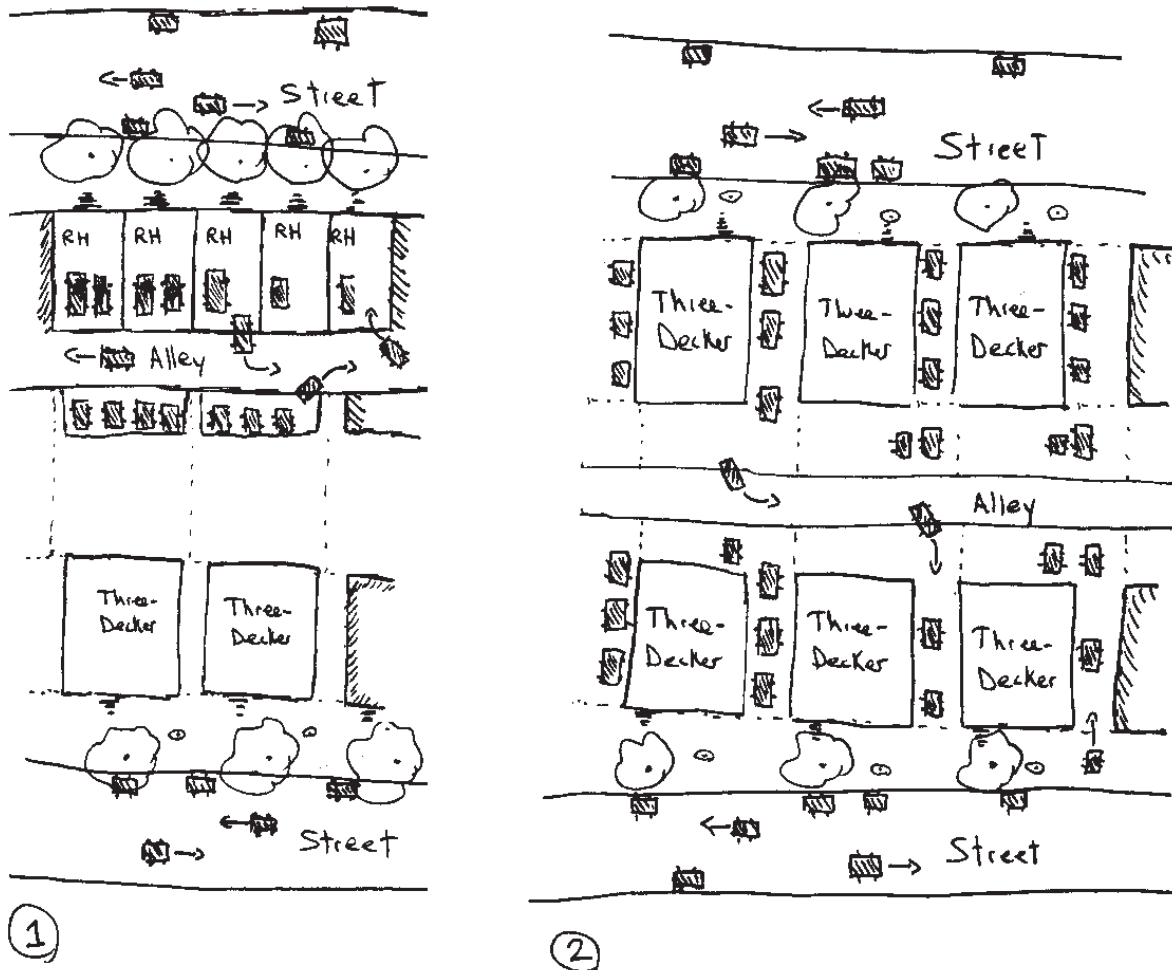 Street
RH
RH
RH
RH
RH
Alley
Three-
Decker
Three-
Decker
Street
1
Street
Three-
Decker
Three-
Decker
Three-
Decker
Alley
Three-
Decker
Three-
Decker
Three-
Decker
Street
2